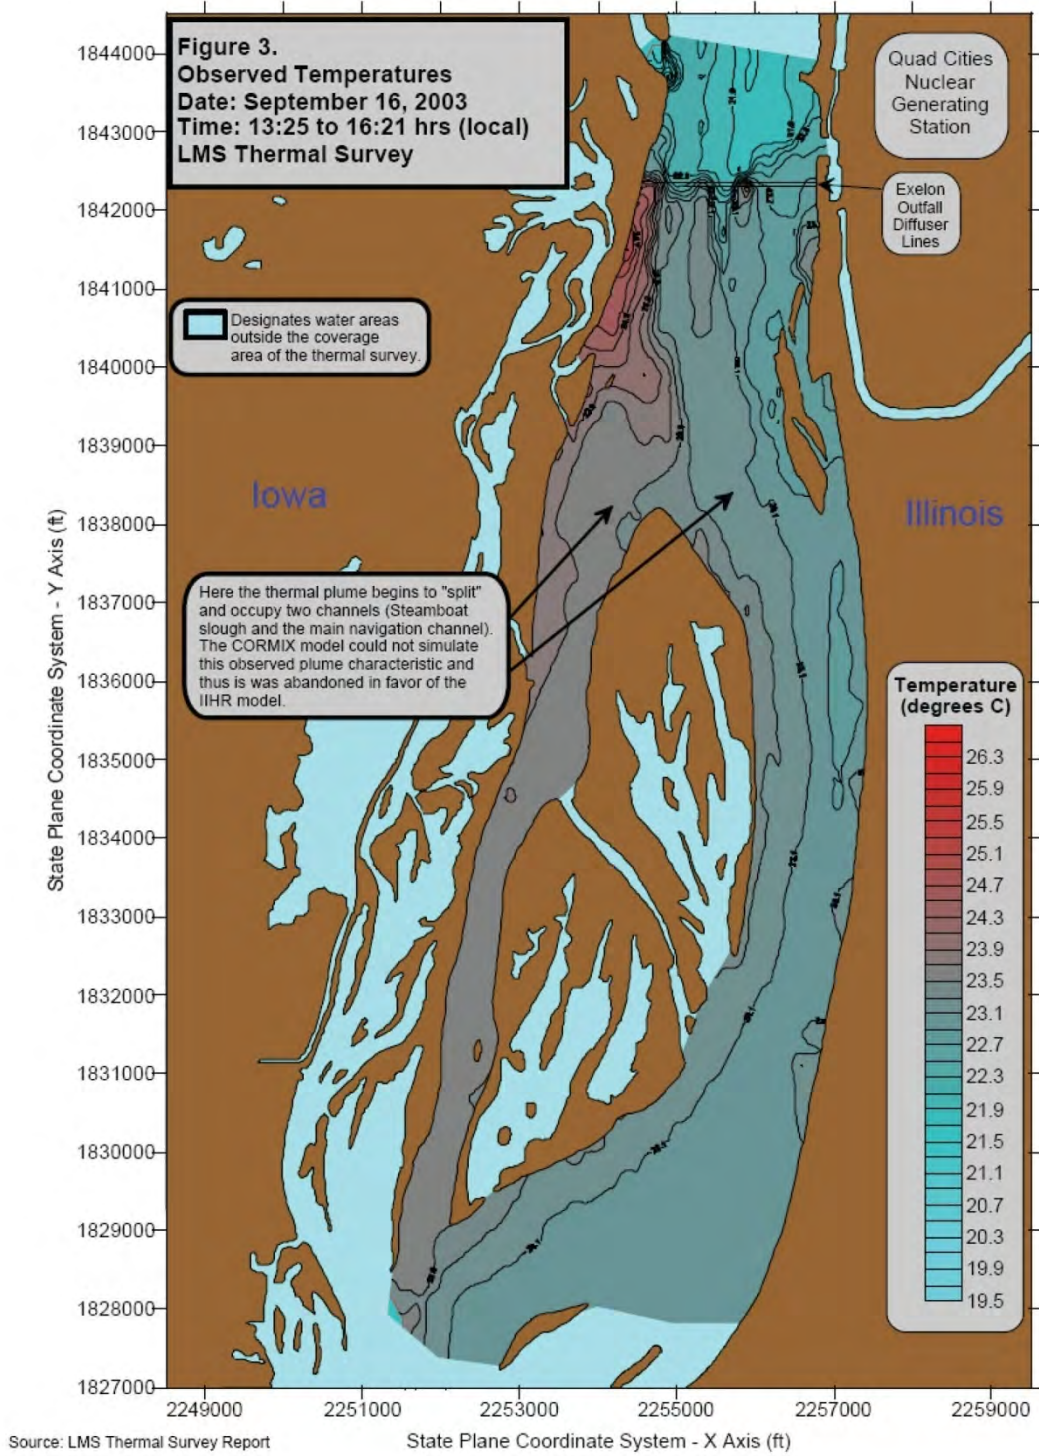 Figure 3.
Observed Temperatures
Date: September 16, 2003
Time: 13:25 to 16:21 hrs (local)
LMS Thermal Survey
Quad Cities
Nuclear
Generating
Station
Exelon
Outfall
Diffuser
Lines
Designates water areas
outside the coverage
area of the thermal survey.
Iowa
Illinois
Here the thermal plume begins to "split"
and occupy two channels (Steamboat
slough and the main navigation channel).
The CORMIX model could not simulate
this observed plume characteristic and
thus is was abandoned in favor of the
IIHR model.
Temperature
(degrees C)
26.3
25.9
25.5
25.1
24.7
24.3
23.9
23.5
23.1
22.7
22.3
21.9
21.5
21.1
20.7
20.3
19.9
19.5
State Plane Coordinate System - Y Axis (ft)
1844000
1843000
1842000
1841000
1840000
1839000
1838000
1837000
1836000
1835000
1834000
1833000
1832000
1831000
1830000
1829000
1828000
1827000
2249000 2251000 2253000 2255000 2257000 2259000
State Plane Coordinate System - X Axis (ft)
Source: LMS Thermal Survey Report